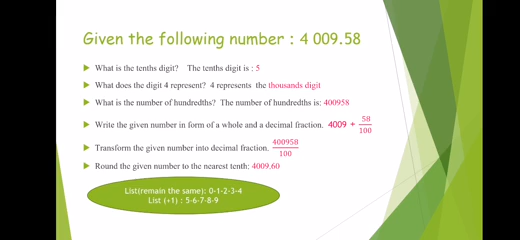 Given the following number : 4 009.58
What is the tenths digit? The tenths digit is : 5
What does the digit 4 represent? 4 represents the thousands digit
What is the number of hundredths? The number of hundredths is: 400958
Write the given number in form of a whole and a decimal fraction. 4009 + 58/100
Transform the given number into decimal fraction. 400958/100
Round the given number to the nearest tenth: 4009.60
List(remain the same): 0-1-2-3-4
List (+1) : 5-6-7-8-9